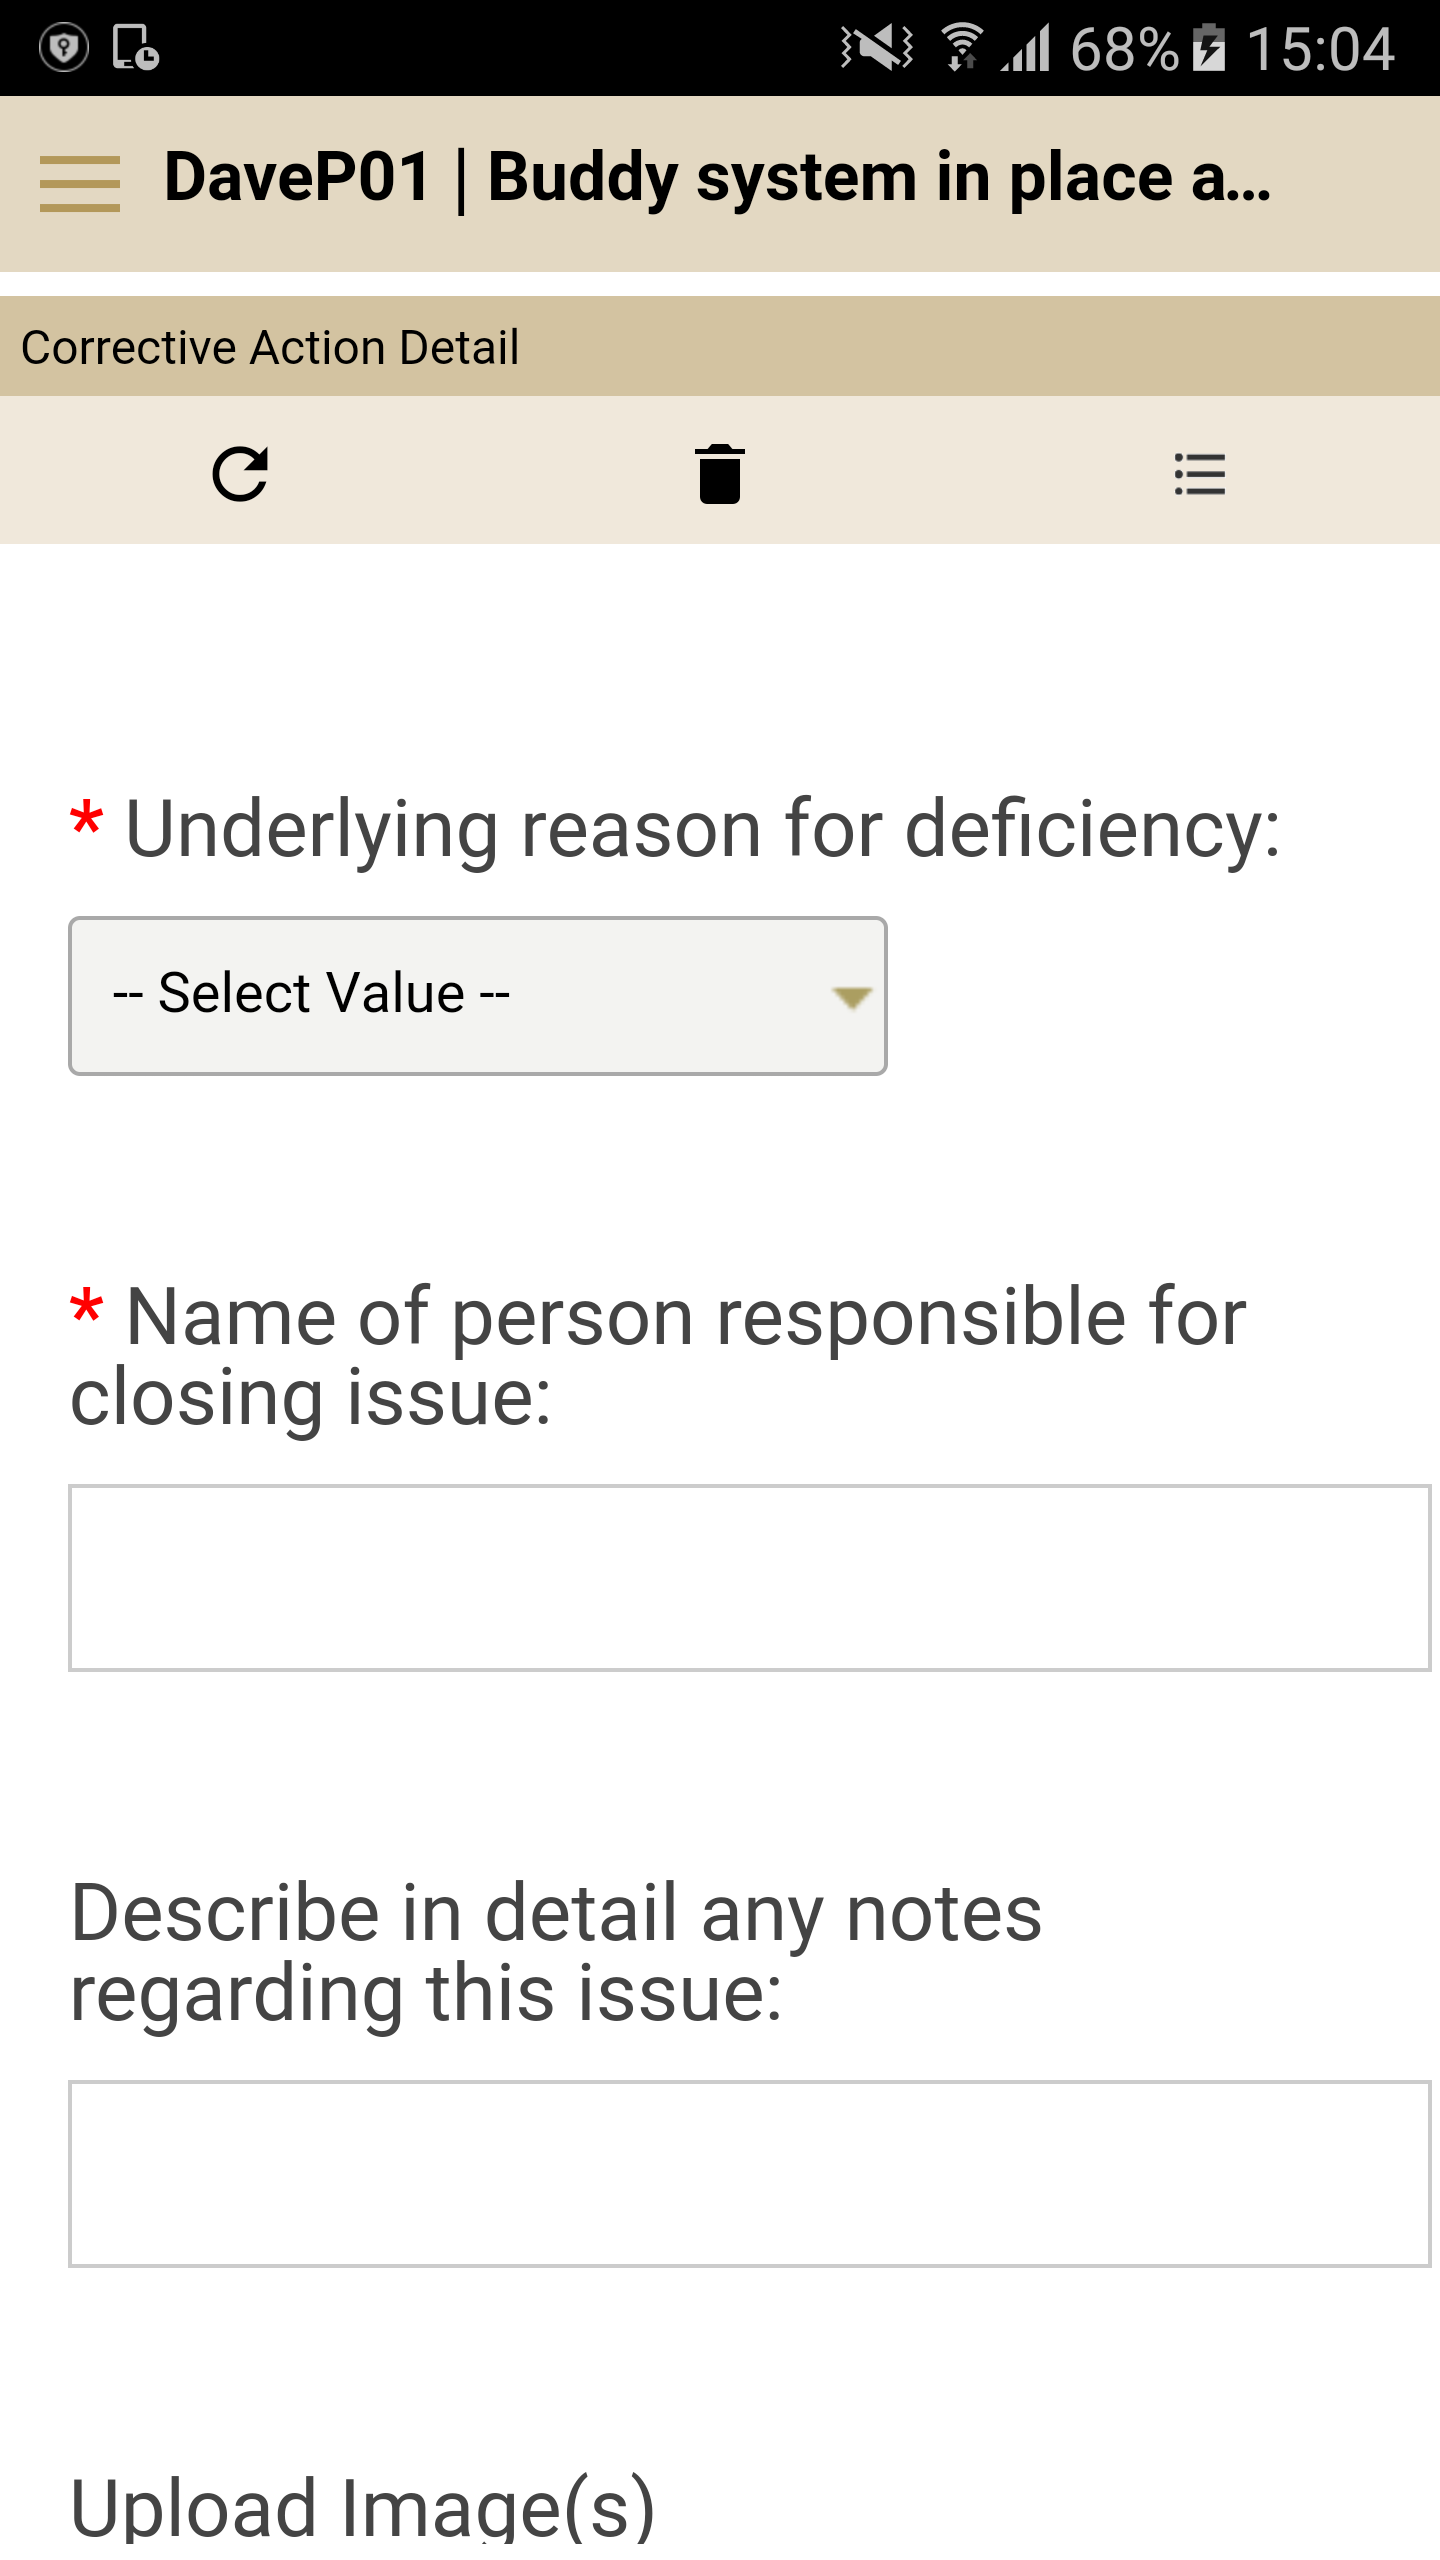 68% 15:04
DaveP01 | Buddy system in place a...
Corrective Action Detail
* Underlying reason for deficiency:
-- Select Value --
* Name of person responsible for
closing issue:
Describe in detail any notes
regarding this issue:
Upload Image(s)